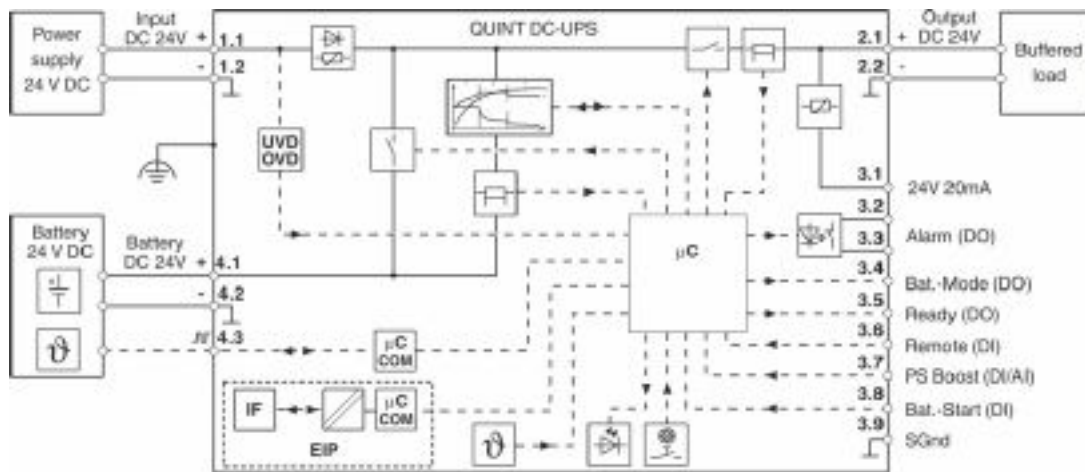 Power
supply
24 V DC
Input
DC 24V +
1.1
-
1.2
QUINT DC-UPS
2.1
+
Output
DC 24V
2.2
-
Buffered
load
UVD
OVD
3.1
24V 20mA
3.2
3.3
Alarm (DO)
3.4
Bat.-Mode (DO)
3.5
Ready (DO)
3.6
Remote (DI)
3.7
PS Boost (DI/AI)
3.8
Bat.-Start (DI)
3.9
SGnd
µC
Battery
24 V DC
+
ϑ
Battery
DC 24V +
4.1
-
4.2
4.3
µC
COM
IF
µC
COM
EIP
ϑ